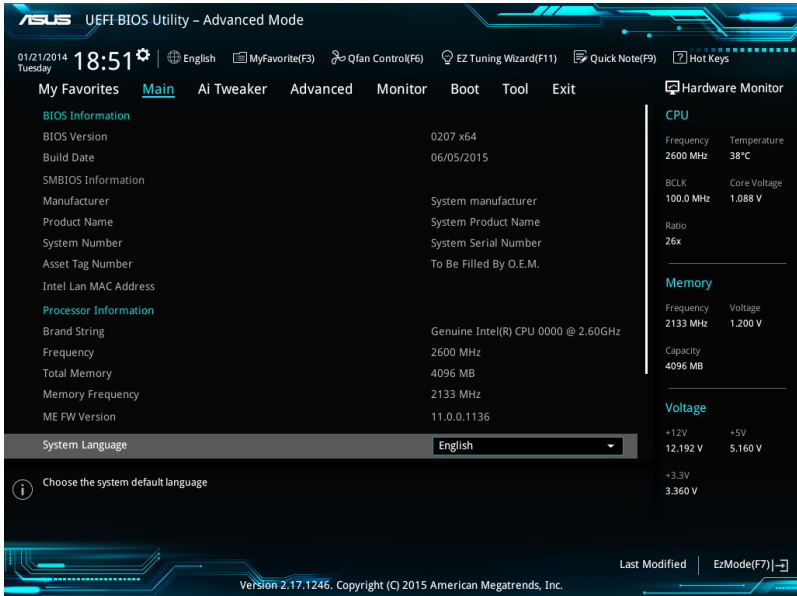 ASUS UEFI BIOS Utility – Advanced Mode
01/21/2014 Tuesday 18:51 English MyFavorite(F3) Qfan Control(F6) EZ Tuning Wizard(F11) Quick Note(F9) ? Hot Keys
My Favorites Main Ai Tweaker Advanced Monitor Boot Tool Exit
BIOS Information
BIOS Version 0207 x64
Build Date 06/05/2015
SMBIOS Information
Manufacturer System manufacturer
Product Name System Product Name
System Number System Serial Number
Asset Tag Number To Be Filled By O.E.M.
Intel Lan MAC Address
Processor Information
Brand String Genuine Intel(R) CPU 0000 @ 2.60GHz
Frequency 2600 MHz
Total Memory 4096 MB
Memory Frequency 2133 MHz
ME FW Version 11.0.0.1136
System Language English
Choose the system default language
Hardware Monitor
CPU
Frequency Temperature
2600 MHz 38°C
BCLK Core Voltage
100.0 MHz 1.088 V
Ratio
26x
Memory
Frequency Voltage
2133 MHz 1.200 V
Capacity
4096 MB
Voltage
+12V +5V
12.192 V 5.160 V
+3.3V
3.360 V
Last Modified EzMode(F7)
Version 2.17.1246. Copyright (C) 2015 American Megatrends, Inc.